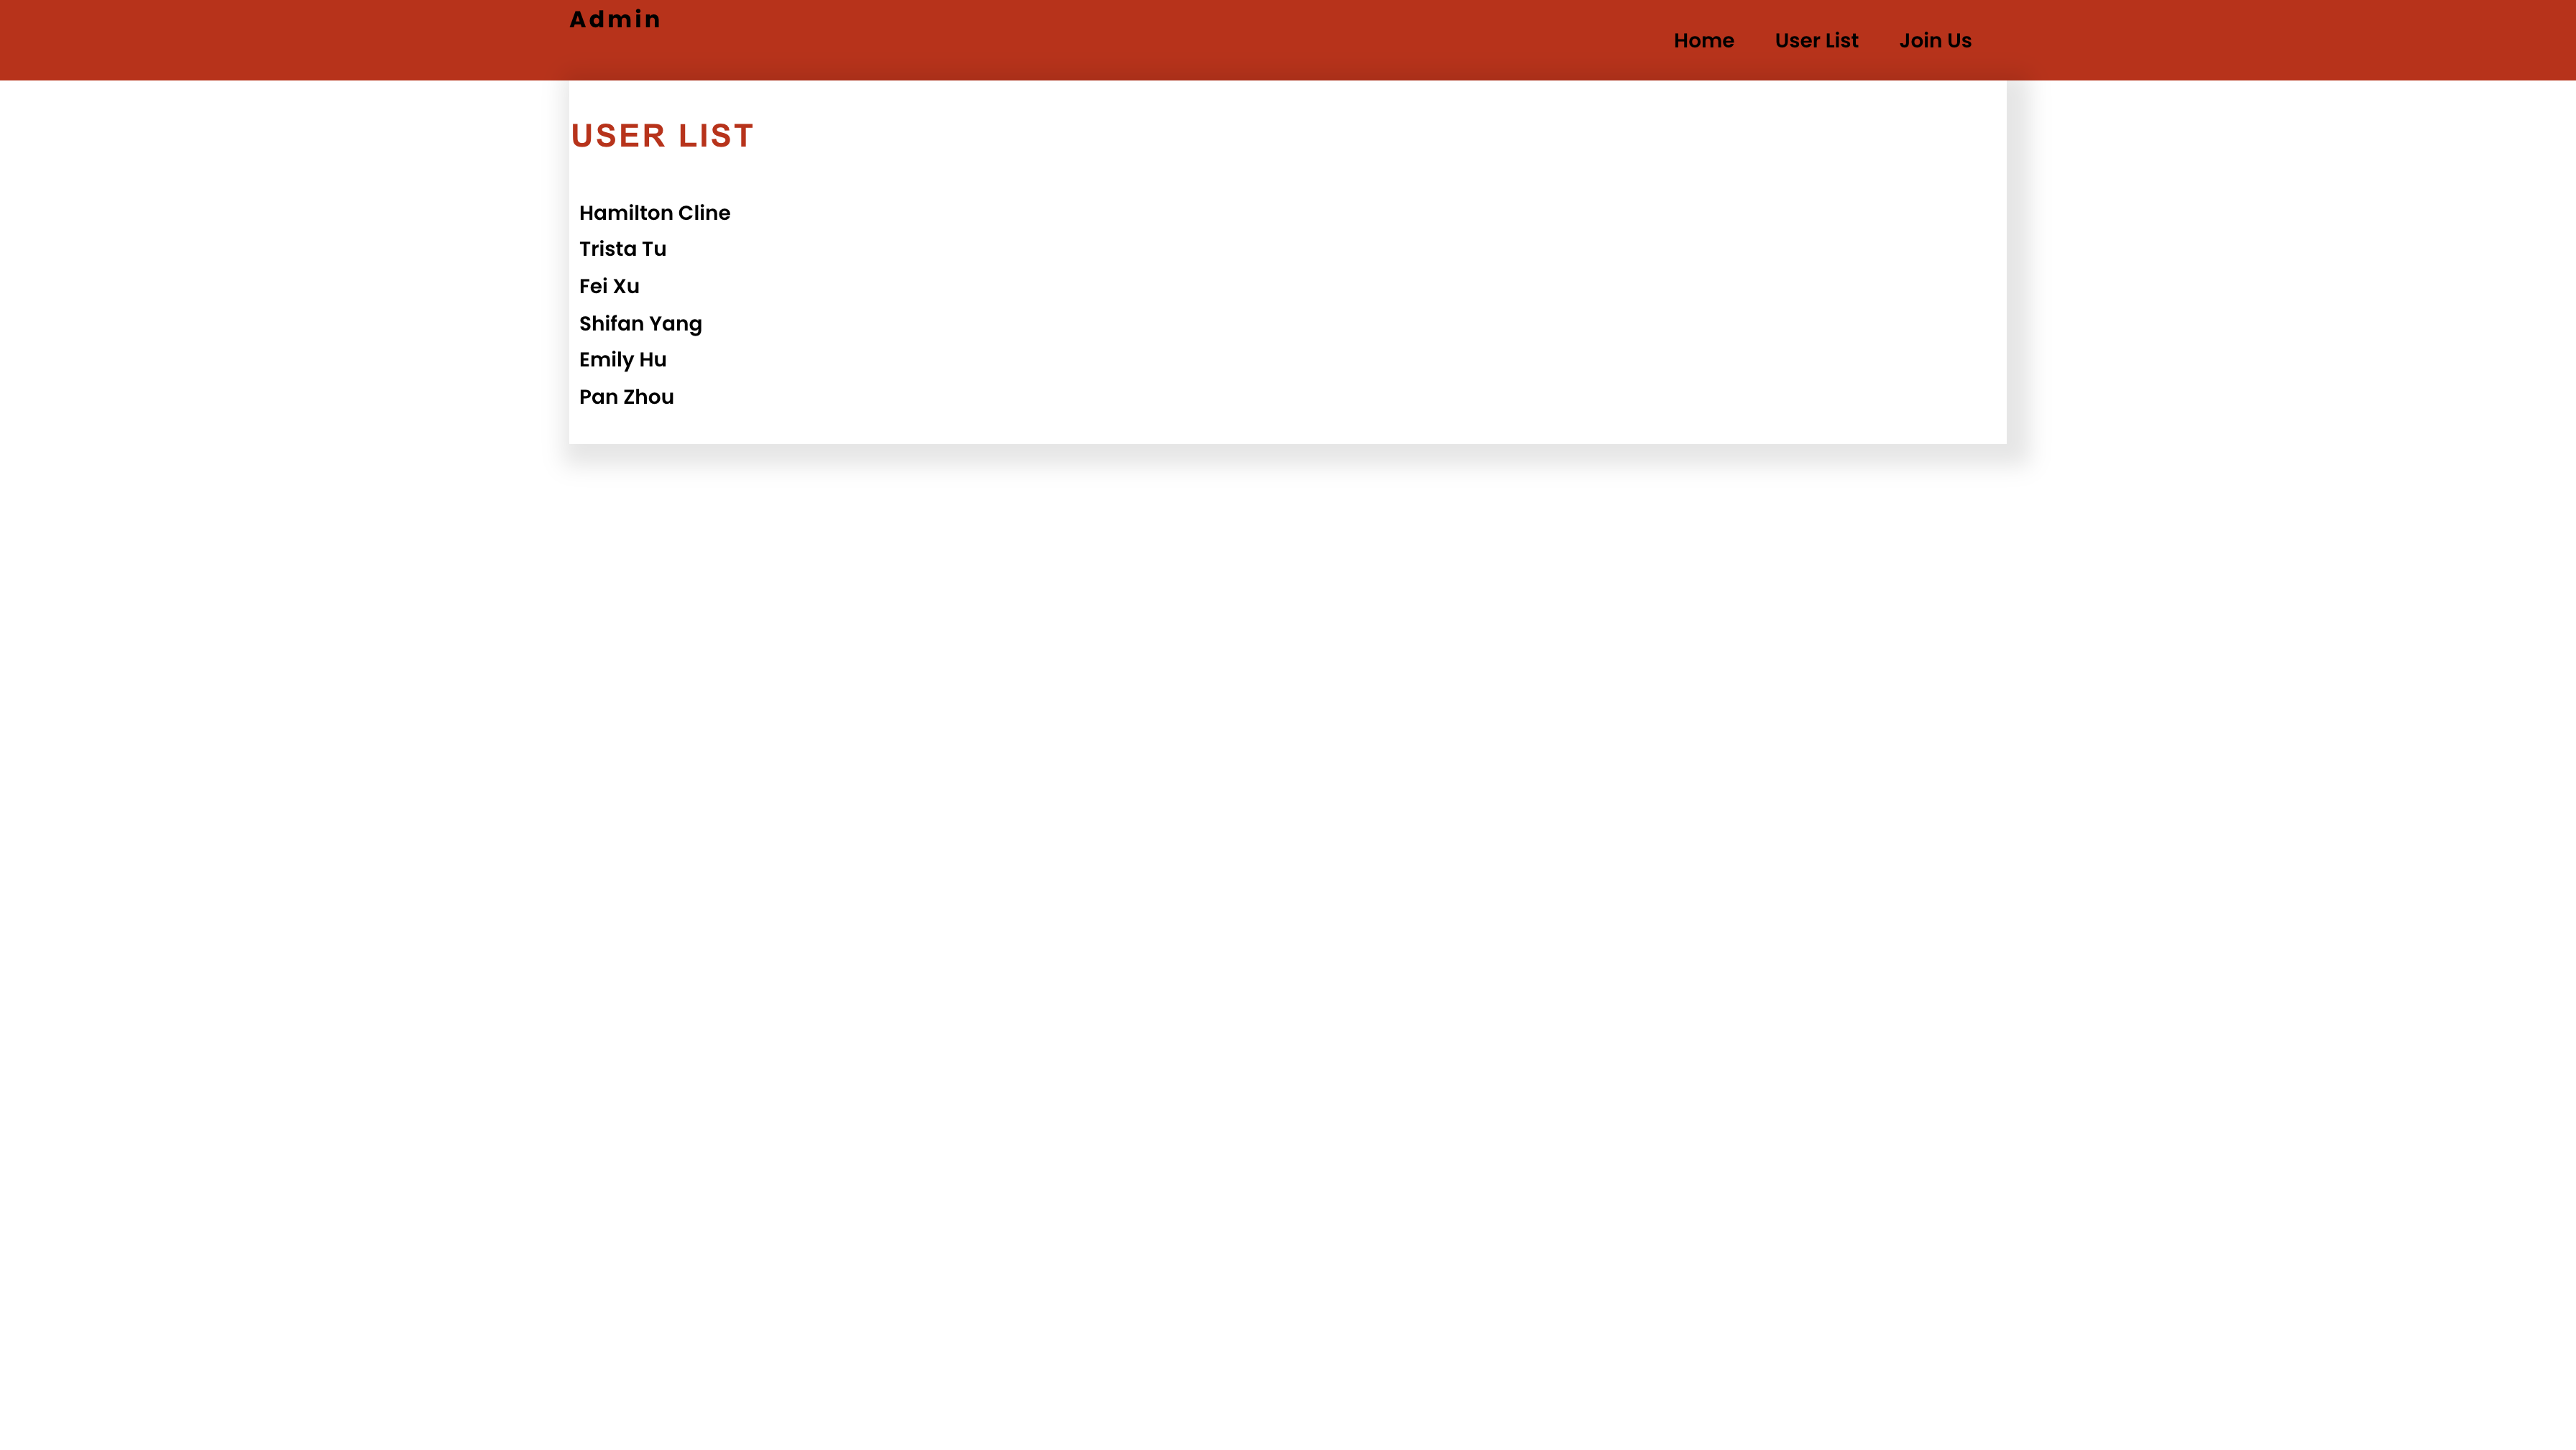 Admin
Home User List Join Us
USER LIST
Hamilton Cline
Trista Tu
Fei Xu
Shifan Yang
Emily Hu
Pan Zhou